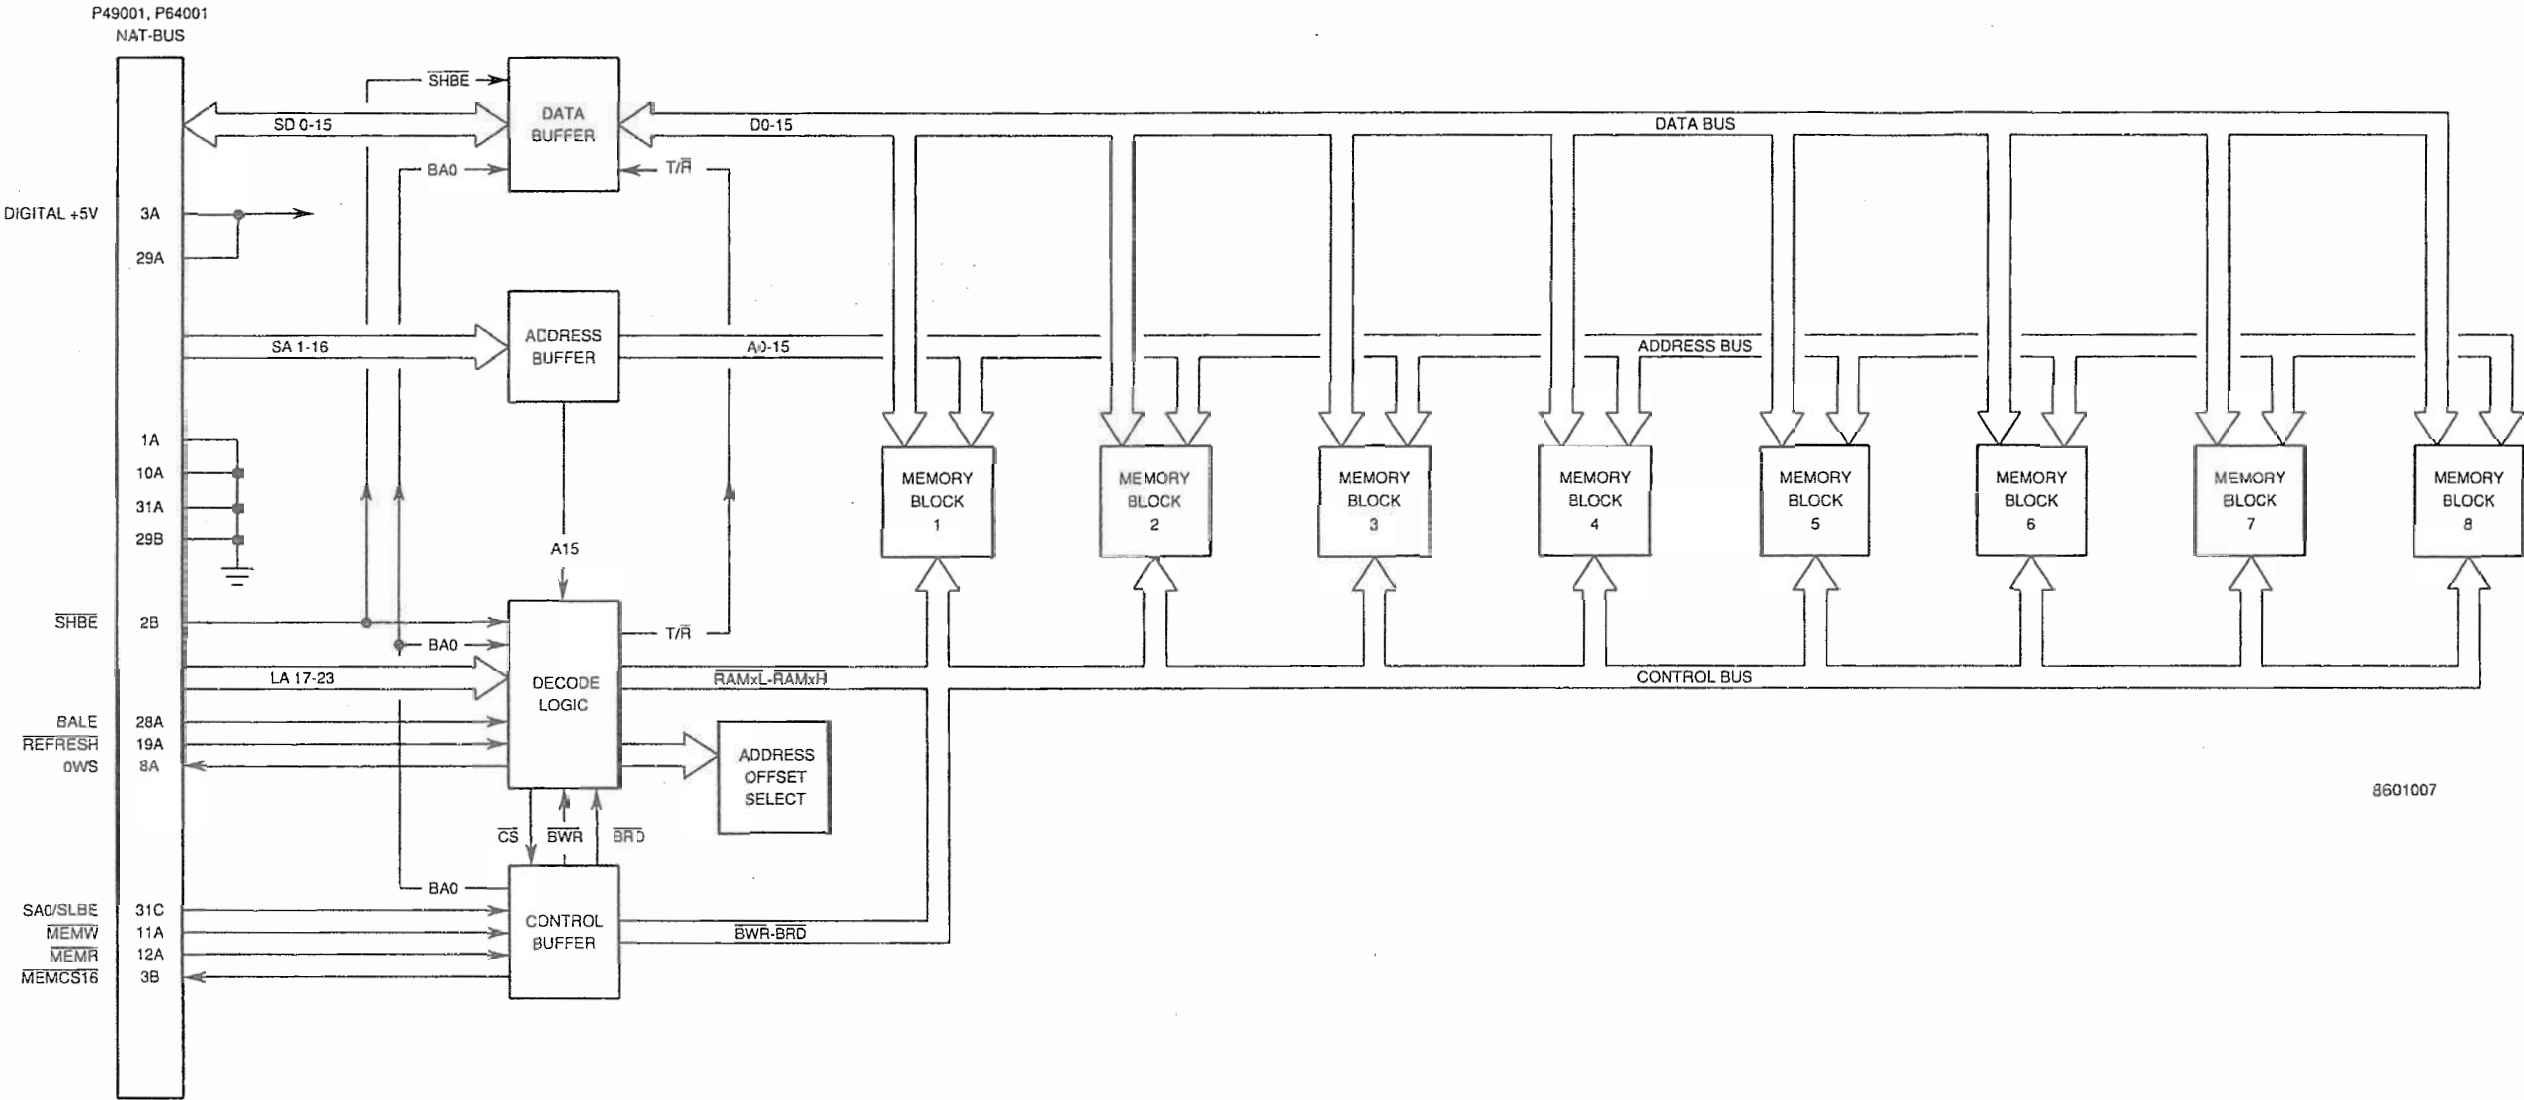 P49001, P64001
NAT-BUS
SHBE
DATA
BUFFER
SD 0-15
D0-15
DATA BUS
BA0
T/R
DIGITAL +5V
3A
29A
ADDRESS
BUFFER
SA 1-16
A0-15
ADDRESS BUS
1A
10A
31A
29B
A15
MEMORY
BLOCK
1
MEMORY
BLOCK
2
MEMORY
BLOCK
3
MEMORY
BLOCK
4
MEMORY
BLOCK
5
MEMORY
BLOCK
6
MEMORY
BLOCK
7
MEMORY
BLOCK
8
SHBE
2B
BA0
T/R
LA 17-23
DECODE
LOGIC
RAMxL-RAMxH
CONTROL BUS
BALE
28A
REFRESH
19A
0WS
8A
ADDRESS
OFFSET
SELECT
8601007
CS
BWR
BRD
BA0
SA0/SLBE
31C
MEMW
11A
MEMR
12A
MEMCS16
3B
CONTROL
BUFFER
BWR-BRD